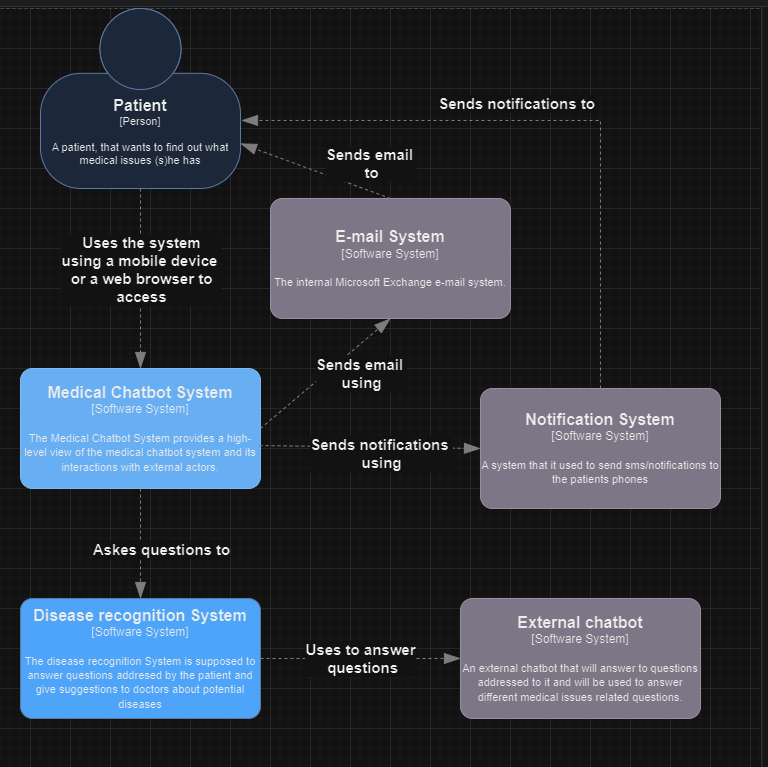 Patient
[Person]
A patient, that wants to find out what
medical issues (s)he has
Sends notifications to
Sends email
to
Uses the system
using a mobile device
or a web browser to
access
E-mail System
[Software System]
The internal Microsoft Exchange e-mail system.
Sends email
using
Medical Chatbot System
[Software System]
The Medical Chatbot System provides a high-
level view of the medical chatbot system and its
interactions with external actors.
Sends notifications
using
Notification System
[Software System]
A system that it used to send sms/notifications to
the patients phones
Askes questions to
Disease recognition System
[Software System]
The disease recognition System is supposed to
answer questions addresed by the patient and
give suggestions to doctors about potential
diseases
Uses to answer
questions
External chatbot
[Software System]
An external chatbot that will answer to questions
addressed to it and will be used to answer
different medical issues related questions.